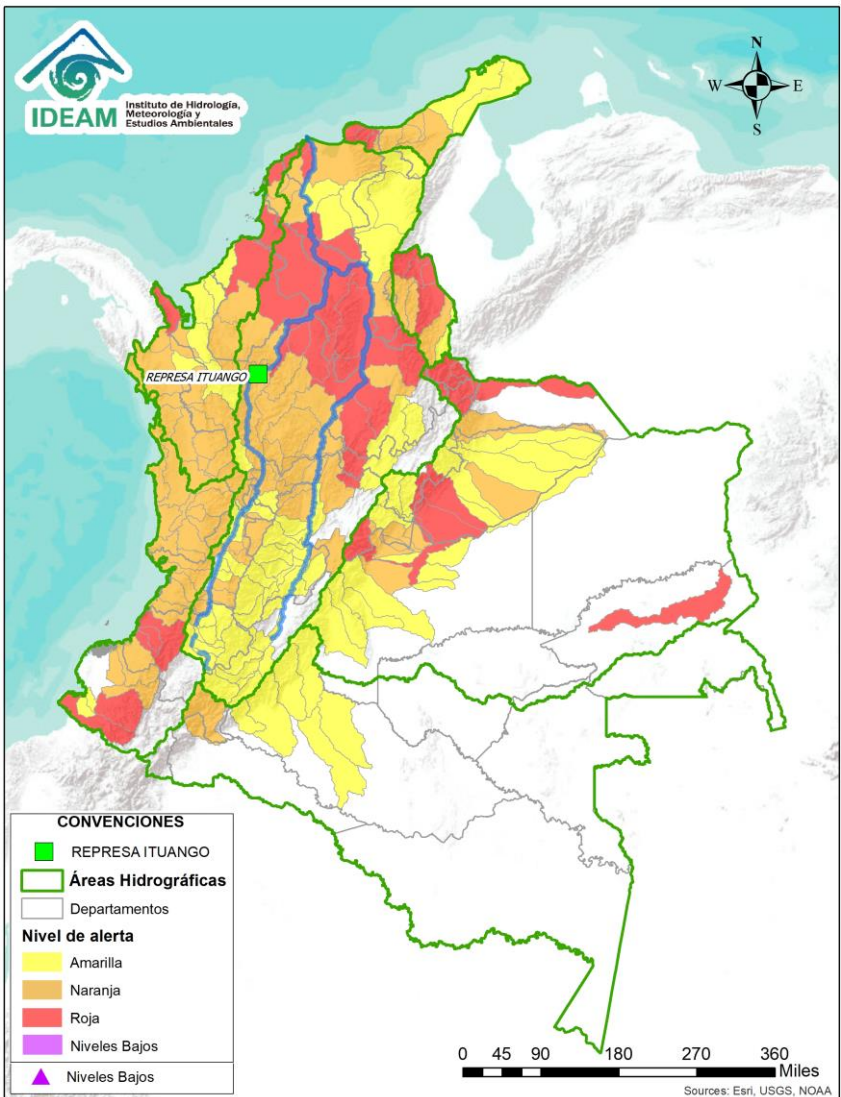 IDEAM
Instituto de Hidrología,
Meteorología y
Estudios Ambientales
N
W
E
S
REPRESA ITUANGO
CONVENCIONES
REPRESA ITUANGO
Áreas Hidrográficas
Departamentos
Nivel de alerta
Amarilla
Naranja
Roja
Niveles Bajos
Niveles Bajos
0 45 90 180 270 360
Miles
Sources: Esri, USGS, NOAA